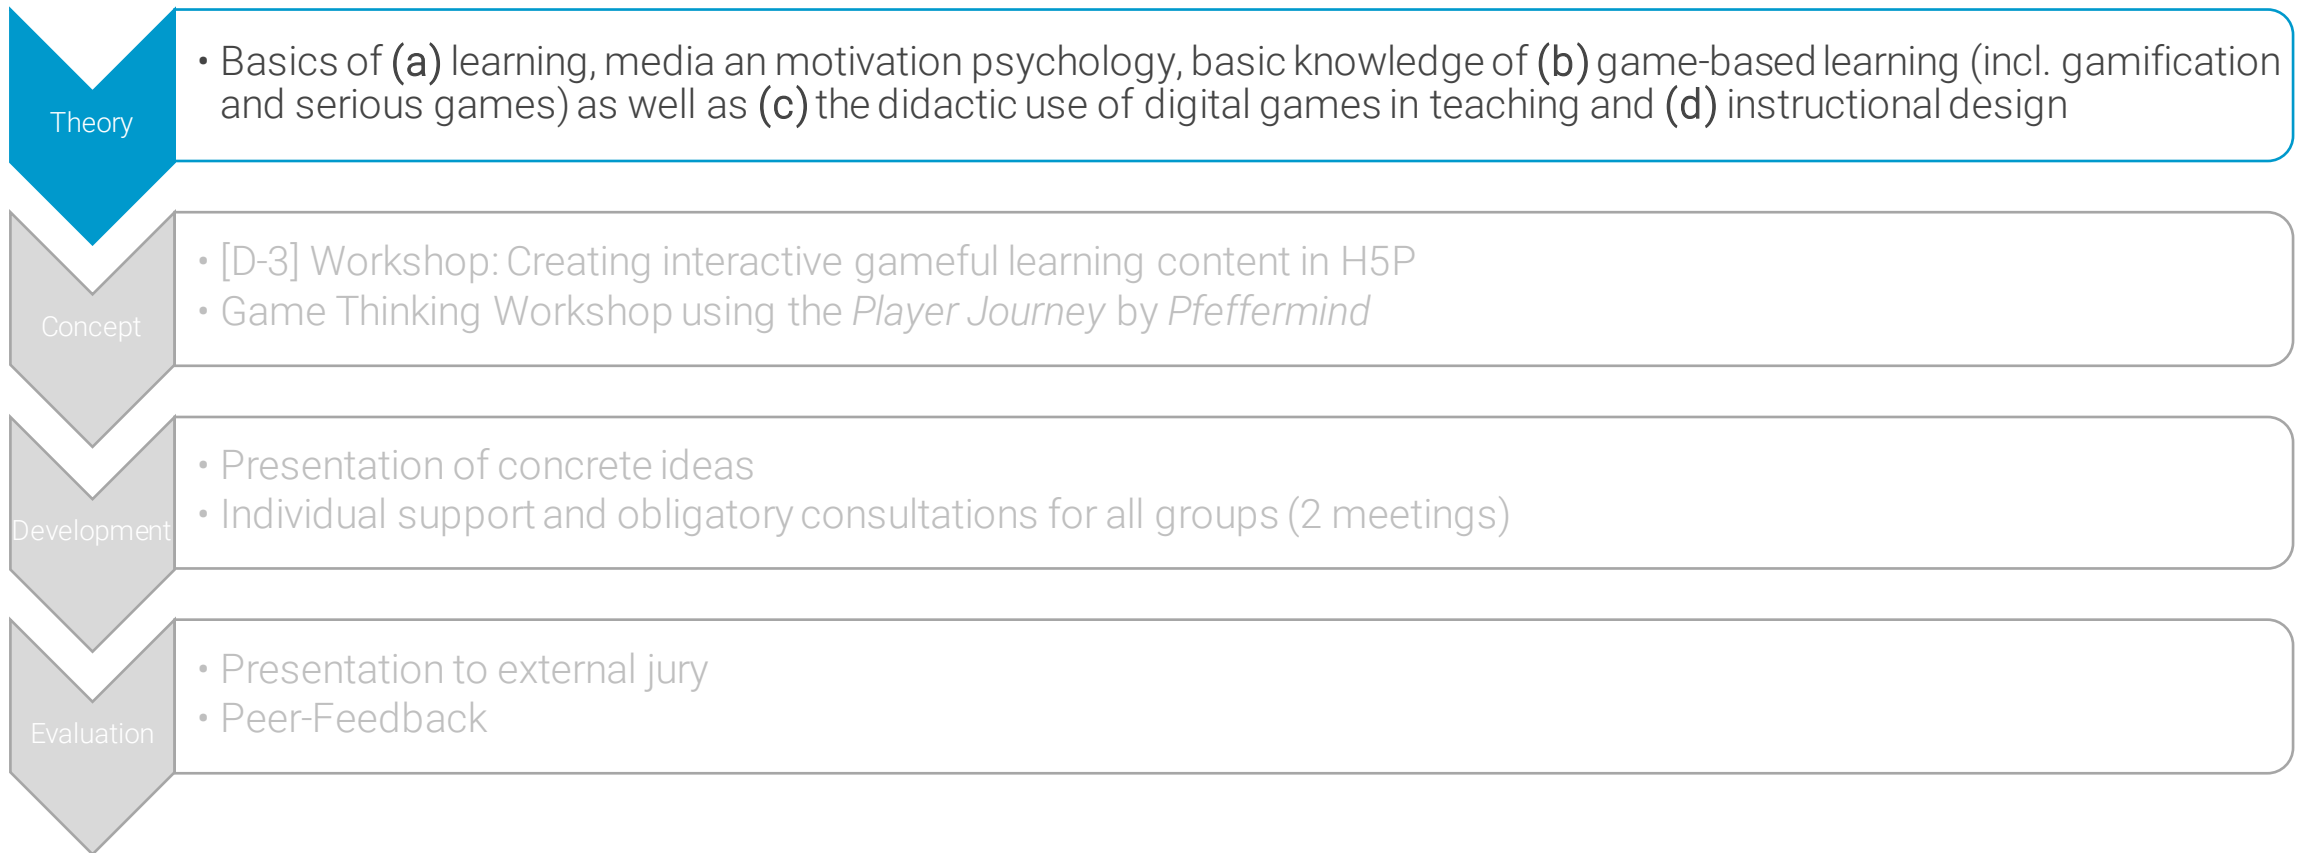 Theory
• Basics of (a) learning, media an motivation psychology, basic knowledge of (b) game-based learning (incl. gamification
and serious games) as well as (c) the didactic use of digital games in teaching and (d) instructional design
Concept
• [D-3] Workshop: Creating interactive gameful learning content in H5P
• Game Thinking Workshop using the Player Journey by Pfeffermind
Development
• Presentation of concrete ideas
• Individual support and obligatory consultations for all groups (2 meetings)
Evaluation
• Presentation to external jury
• Peer-Feedback